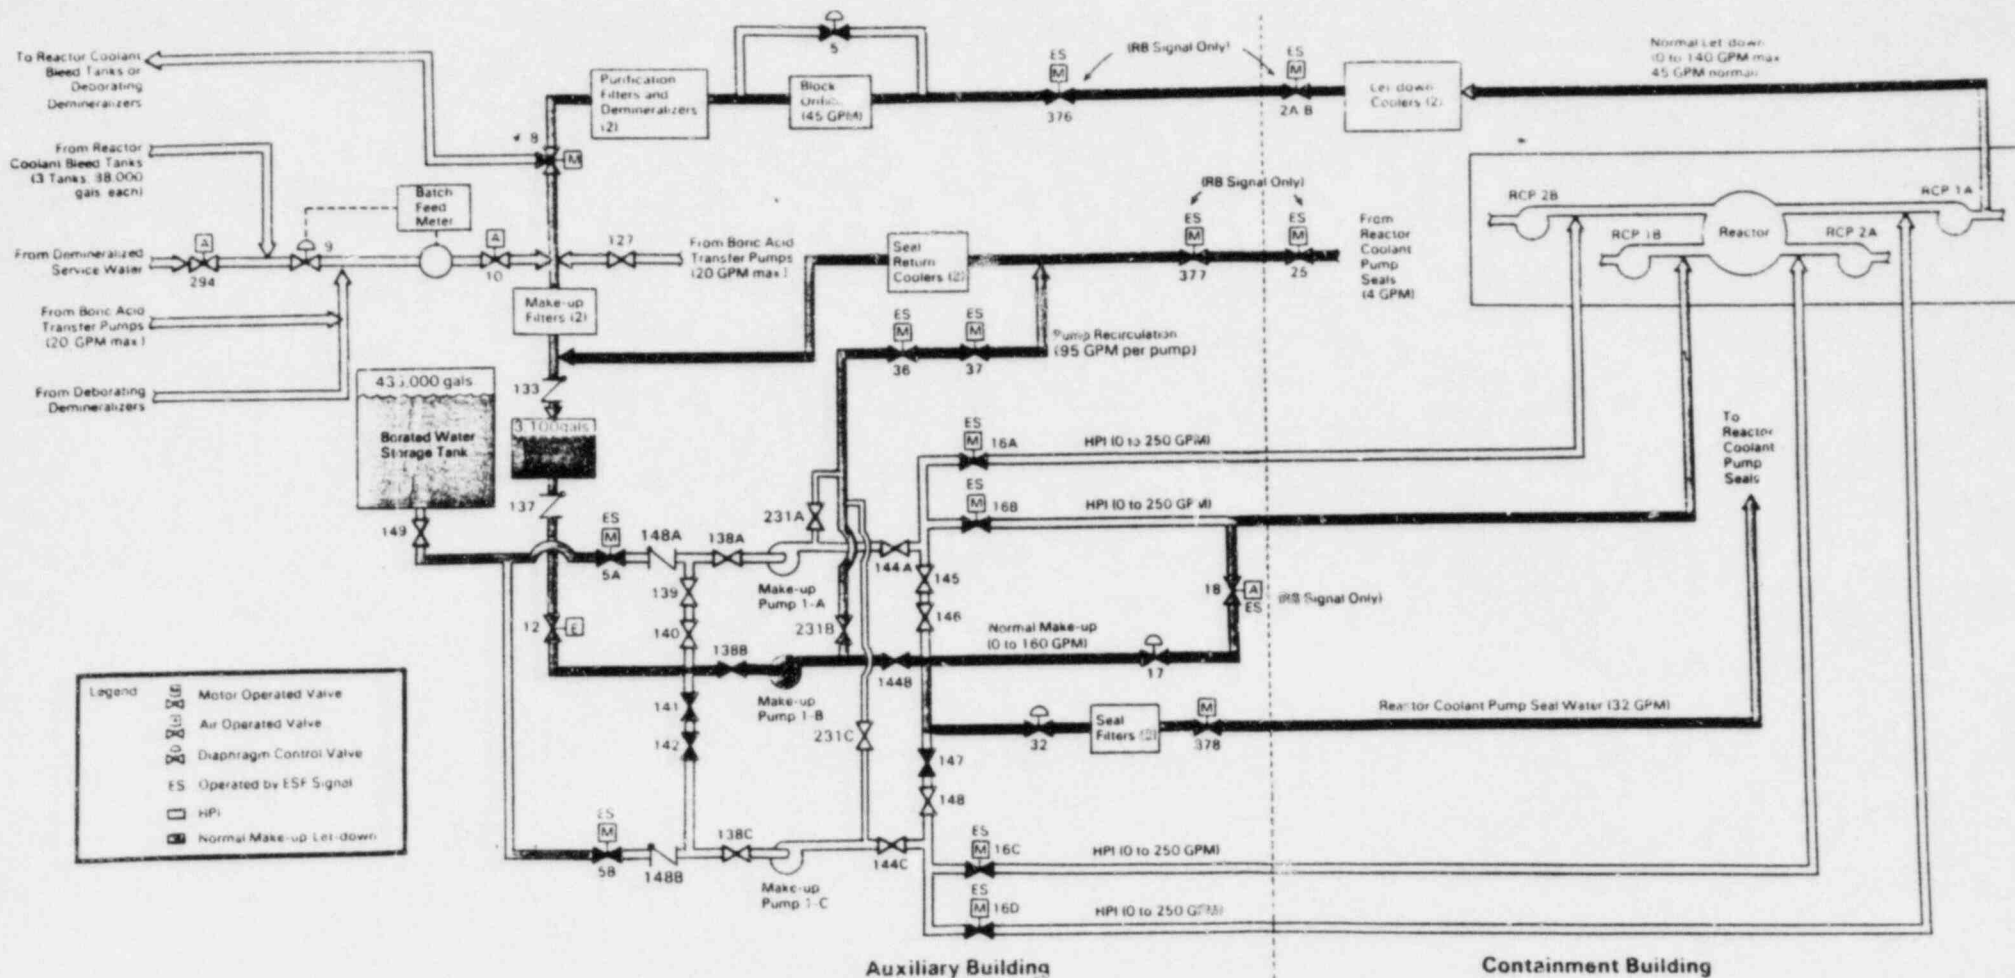 To Reactor Coolant
Bleed Tanks or
Deborating
Demineralizers
From Reactor
Coolant Bleed Tanks
(3 Tanks 38,000
gals each)
From Demineralized
Service Water
A
294
From Boric Acid
Transfer Pumps
(20 GPM max.)
From Deborating
Demineralizers
9
Batch
Feed
Meter
A
10
8
M
Purification
Filters and
Demineralizers
(2)
5
Block
Orifice
(45 GPM)
ES
M
376
(RB Signal Only)
ES
M
2A B
Let-down
Coolers (2)
Normal Let-down
(0 to 140 GPM max
45 GPM normal)
127
From Boric Acid
Transfer Pumps
(20 GPM max.)
Make-up
Filters (2)
Seal
Return
Coolers (2)
(RB Signal Only)
ES
M
377
ES
M
25
From
Reactor
Coolant
Pump
Seals
(4 GPM)
RCP 2B
RCP 1B
Reactor
RCP 1A
RCP 2A
ES
M
36
ES
M
37
Pump Recirculation
(95 GPM per pump)
133
3,100gals
137
gals
Borated Water
Storage Tank
149
ES
M
5A
148A
138A
139
140
Make-up
Pump 1-A
231A
144A
145
146
ES
M
16A
HPI (0 to 250 GPM)
ES
M
16B
HPI (0 to 250 GPM)
To
Reactor
Coolant
Pump
Seals
12
138B
231B
Make-up
Pump 1-B
144B
Normal Make-up
(0 to 160 GPM)
17
18
A
ES
(RB Signal Only)
141
142
231C
32
Seal
Filters (2)
M
378
Reactor Coolant Pump Seal Water (32 GPM)
147
148
ES
M
58
148B
138C
Make-up
Pump 1-C
144C
ES
M
16C
HPI (0 to 250 GPM)
ES
M
16D
HPI (0 to 250 GPM)
Legend
Motor Operated Valve
Air Operated Valve
Diaphragm Control Valve
ES Operated by ESF Signal
HPI
Normal Make-up Let-down
Auxiliary Building
Containment Building